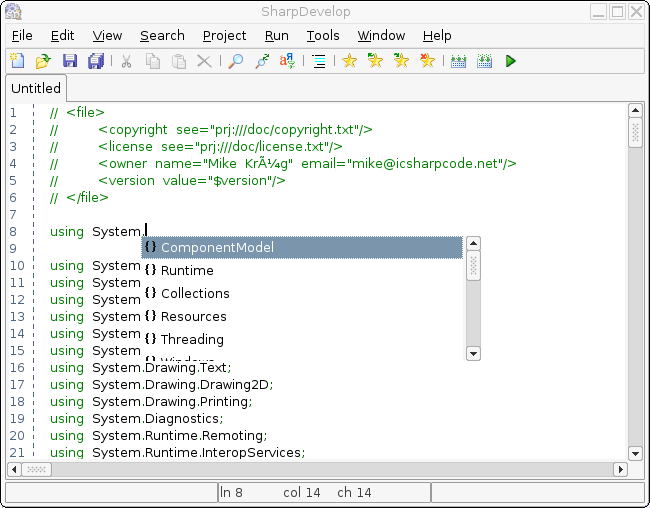 SharpDevelop
File Edit View Search Project Run Tools Window Help
Untitled
1 // <file>
2 // <copyright see="prj:///doc/copyright.txt"/>
3 // <license see="prj:///doc/license.txt"/>
4 // <owner name="Mike KrÃ¼g" email="mike@icsharpcode.net"/>
5 // <version value="$version"/>
6 // </file>
7
8 using System.
9 {} ComponentModel
10 using System {} Runtime
11 using System
12 using System {} Collections
13 using System {} Resources
14 using System {} Threading
15 using System {} Windows
16 using System.Drawing.Text;
17 using System.Drawing.Drawing2D;
18 using System.Drawing.Printing;
19 using System.Diagnostics;
20 using System.Runtime.Remoting;
21 using System.Runtime.InteropServices;
ln 8 col 14 ch 14